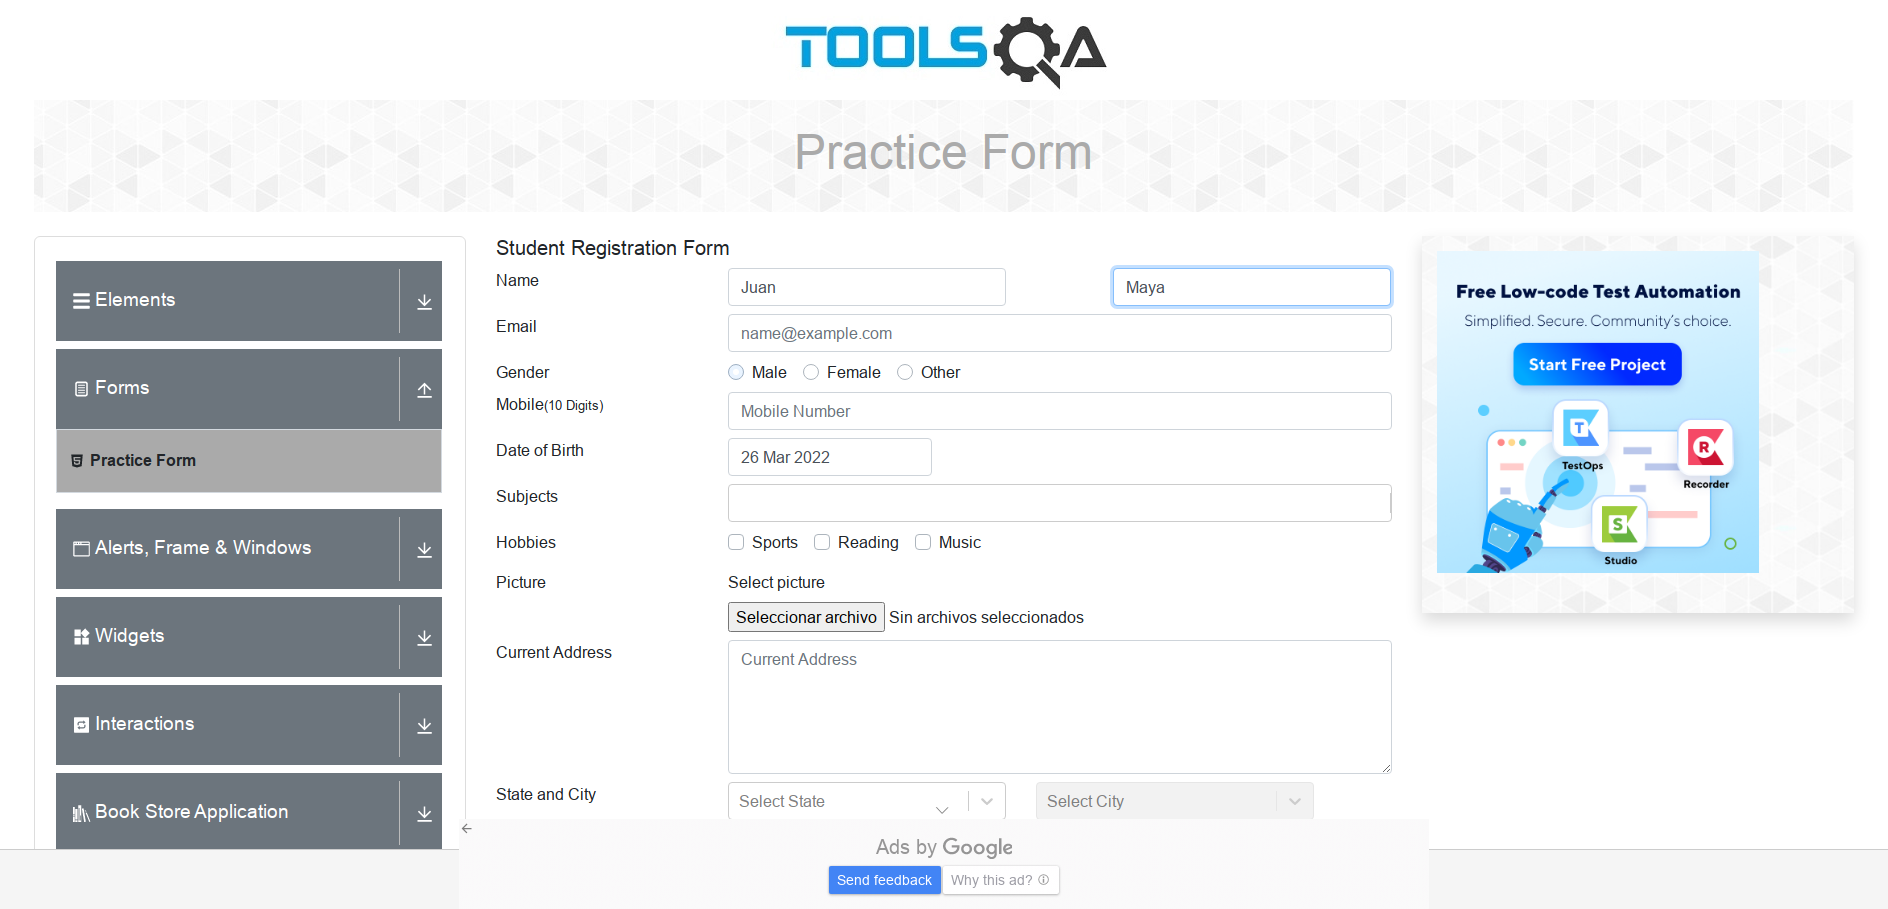 TOOLSQA
Practice Form
Elements
Forms
Practice Form
Alerts, Frame & Windows
Widgets
Interactions
Book Store Application
Student Registration Form
Name
Juan
Maya
Email
name@example.com
Gender
Male
Female
Other
Mobile(10 Digits)
Mobile Number
Date of Birth
26 Mar 2022
Subjects
Hobbies
Sports
Reading
Music
Picture
Select picture
Seleccionar archivo Sin archivos seleccionados
Current Address
Current Address
State and City
Select State
Select City
Free Low-code Test Automation
Simplified. Secure. Community's choice.
Start Free Project
T
TestOps
R
Recorder
S
Studio
Ads by Google
Send feedback
Why this ad?